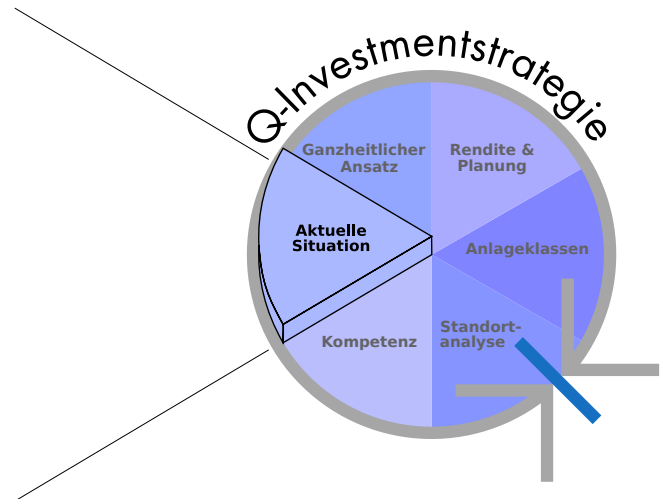 Q-Investmentstrategie
Ganzheitlicher
Ansatz
Rendite &
Planung
Aktuelle
Situation
Anlageklassen
Kompetenz
Standort-
analyse